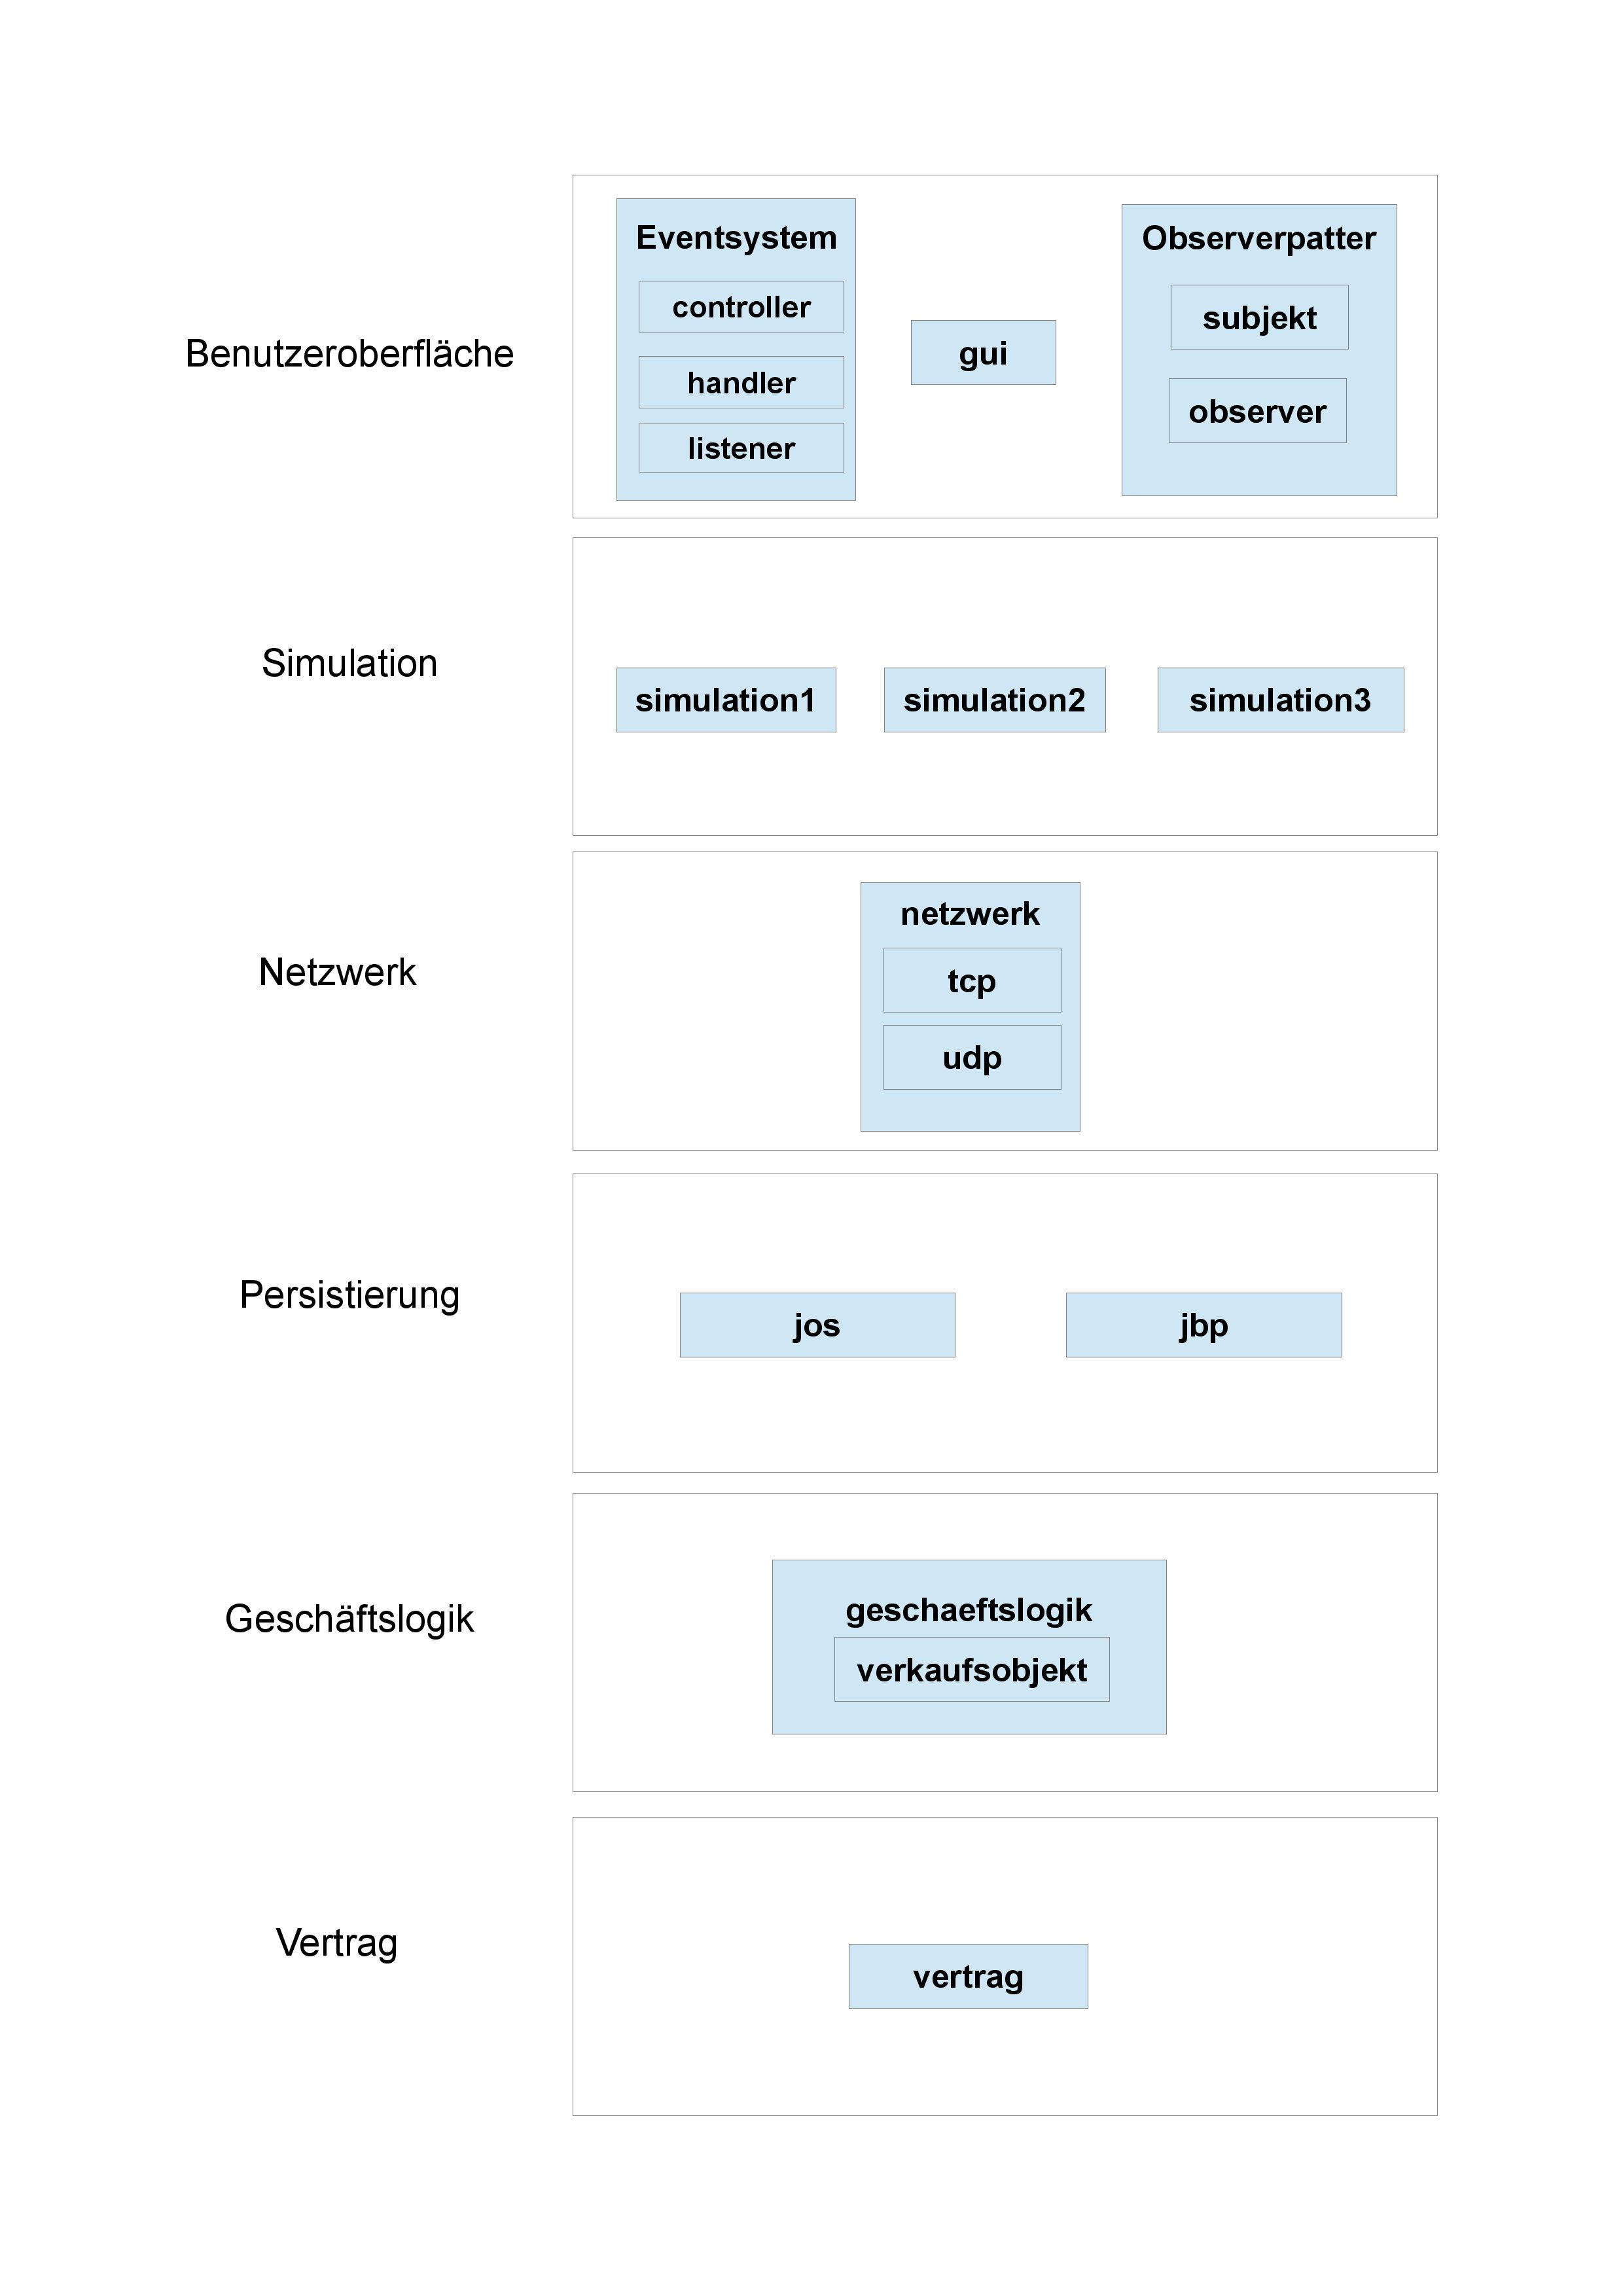 Benutzeroberfläche
Eventsystem
controller
handler
listener
gui
Observerpatter
subjekt
observer
Simulation
simulation1
simulation2
simulation3
Netzwerk
netzwerk
tcp
udp
Persistierung
jos
jbp
Geschäftslogik
geschaeftslogik
verkaufsobjekt
Vertrag
vertrag